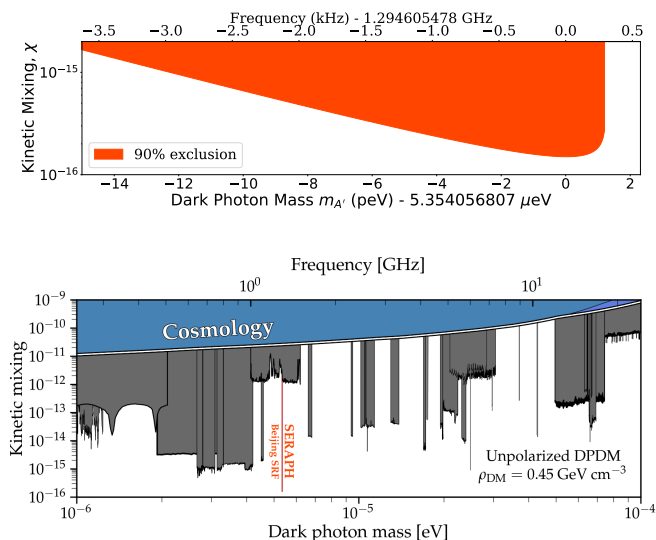 Frequency (kHz) - 1.294605478 GHz
−3.5 −3.0 −2.5 −2.0 −1.5 −1.0 −0.5 0.0 0.5
Kinetic Mixing, χ
10⁻¹⁵
10⁻¹⁶
90% exclusion
−14 −12 −10 −8 −6 −4 −2 0 2
Dark Photon Mass m_A′ (peV) - 5.354056807 μeV
Frequency [GHz]
10⁰ 10¹
Kinetic mixing
10⁻⁹
10⁻¹⁰
10⁻¹¹
10⁻¹²
10⁻¹³
10⁻¹⁴
10⁻¹⁵
10⁻¹⁶
Cosmology
SERAPH
Beijing SRF
Unpolarized DPDM
ρ_DM = 0.45 GeV cm⁻³
10⁻⁶ 10⁻⁵ 10⁻⁴
Dark photon mass [eV]